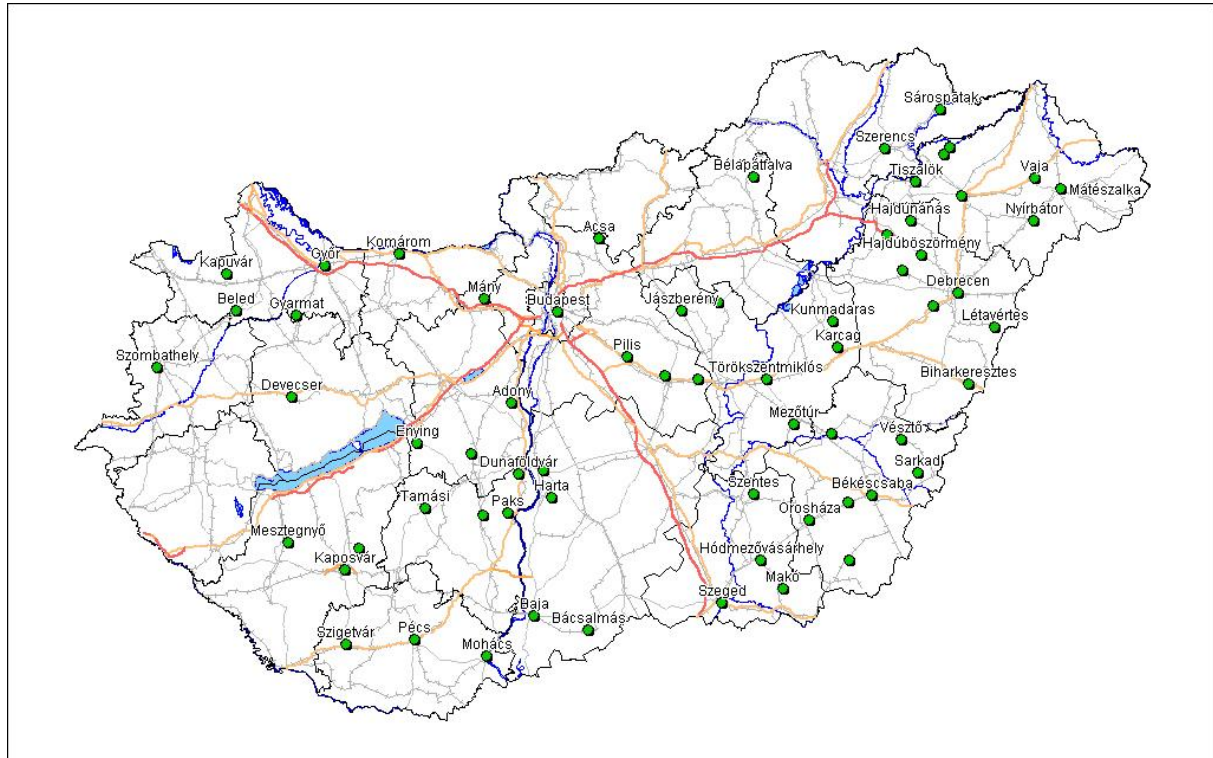 Sárospatak
Szerencs
Bélapátfalva
Tiszalök
Vaja
Mátészalka
Hajdúnánás
Nyírbátor
Acsa
Komárom
Győr
Hajdúböszörmény
Kapuvár
Mány
Debrecen
Beled
Gyarmat
Budapest
Jászberény
Kunmadaras
Létavértes
Karcag
Szombathely
Pilis
Törökszentmiklós
Biharkeresztes
Devecser
Adony
Mezőtúr
Enying
Vésztő
Dunaföldvár
Sarkad
Szentes
Békéscsaba
Harta
Tamási
Paks
Orosháza
Mesztegnyő
Hódmezővásárhely
Kaposvár
Makó
Szeged
Baja
Bácsalmás
Szigetvár
Pécs
Mohács